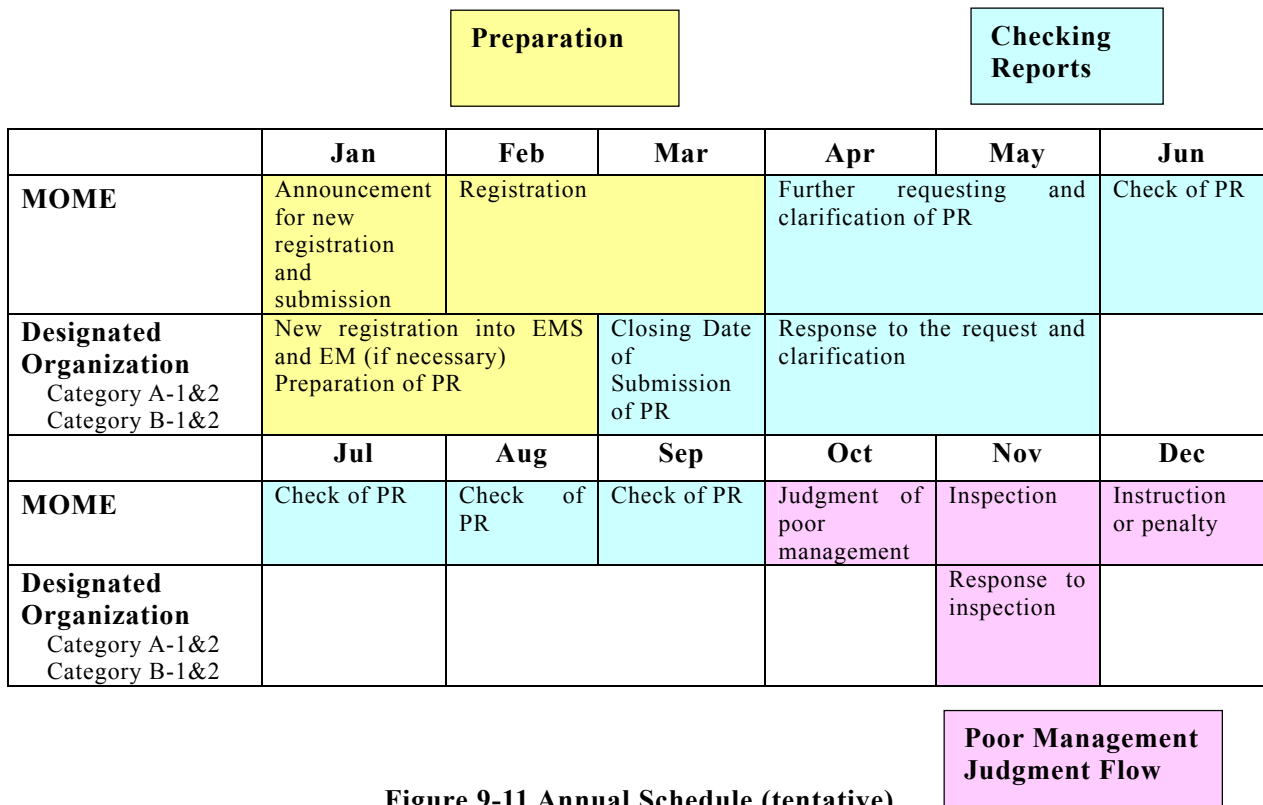 Preparation
Checking
Reports
Jan Feb Mar Apr May Jun
MOME
Announcement
for new
registration
and
submission
Registration
Further requesting and
clarification of PR
Check of PR
Designated
Organization
Category A-1&2
Category B-1&2
New registration into EMS
and EM (if necessary)
Preparation of PR
Closing Date
of
Submission
of PR
Response to the request and
clarification
Jul Aug Sep Oct Nov Dec
MOME
Check of PR
Check of
PR
Check of PR
Judgment of
poor
management
Inspection
Instruction
or penalty
Designated
Organization
Category A-1&2
Category B-1&2
Response to
inspection
Poor Management
Judgment Flow
Figure 9-11 Annual Schedule (tentative)